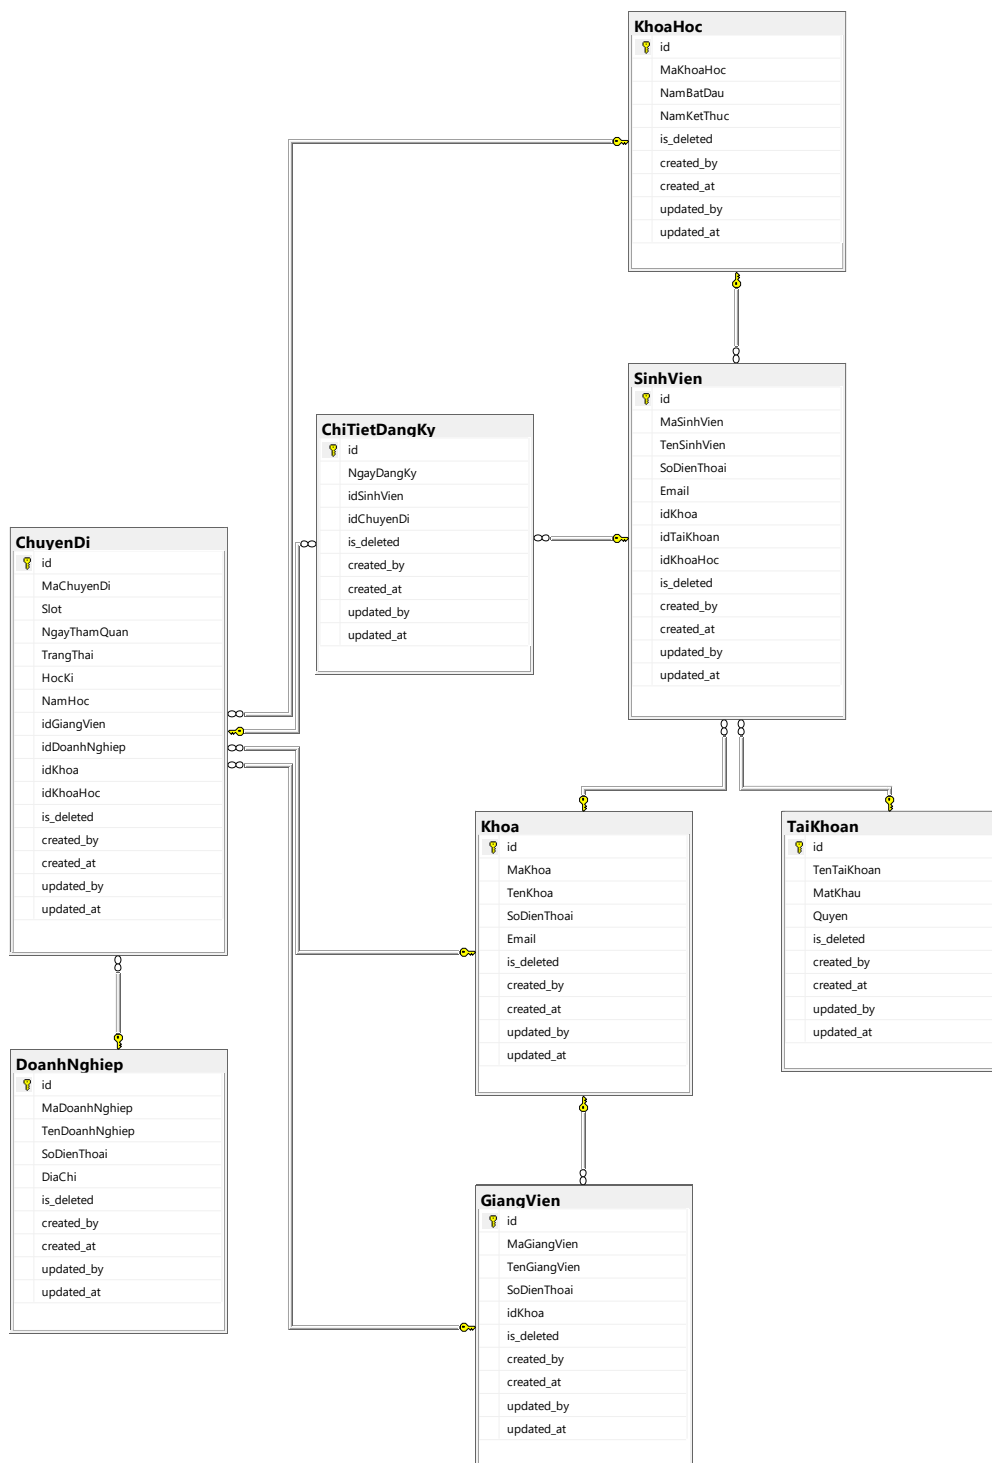 KhoaHoc
id
MaKhoaHoc
NamBatDau
NamKetThuc
is_deleted
created_by
created_at
updated_by
updated_at
SinhVien
id
MaSinhVien
TenSinhVien
SoDienThoai
Email
idKhoa
idTaiKhoan
idKhoaHoc
is_deleted
created_by
created_at
updated_by
updated_at
ChiTietDangKy
id
NgayDangKy
idSinhVien
idChuyenDi
is_deleted
created_by
created_at
updated_by
updated_at
ChuyenDi
id
MaChuyenDi
Slot
NgayThamQuan
TrangThai
HocKi
NamHoc
idGiangVien
idDoanhNghiep
idKhoa
idKhoaHoc
is_deleted
created_by
created_at
updated_by
updated_at
Khoa
id
MaKhoa
TenKhoa
SoDienThoai
Email
is_deleted
created_by
created_at
updated_by
updated_at
TaiKhoan
id
TenTaiKhoan
MatKhau
Quyen
is_deleted
created_by
created_at
updated_by
updated_at
DoanhNghiep
id
MaDoanhNghiep
TenDoanhNghiep
SoDienThoai
DiaChi
is_deleted
created_by
created_at
updated_by
updated_at
GiangVien
id
MaGiangVien
TenGiangVien
SoDienThoai
idKhoa
is_deleted
created_by
created_at
updated_by
updated_at